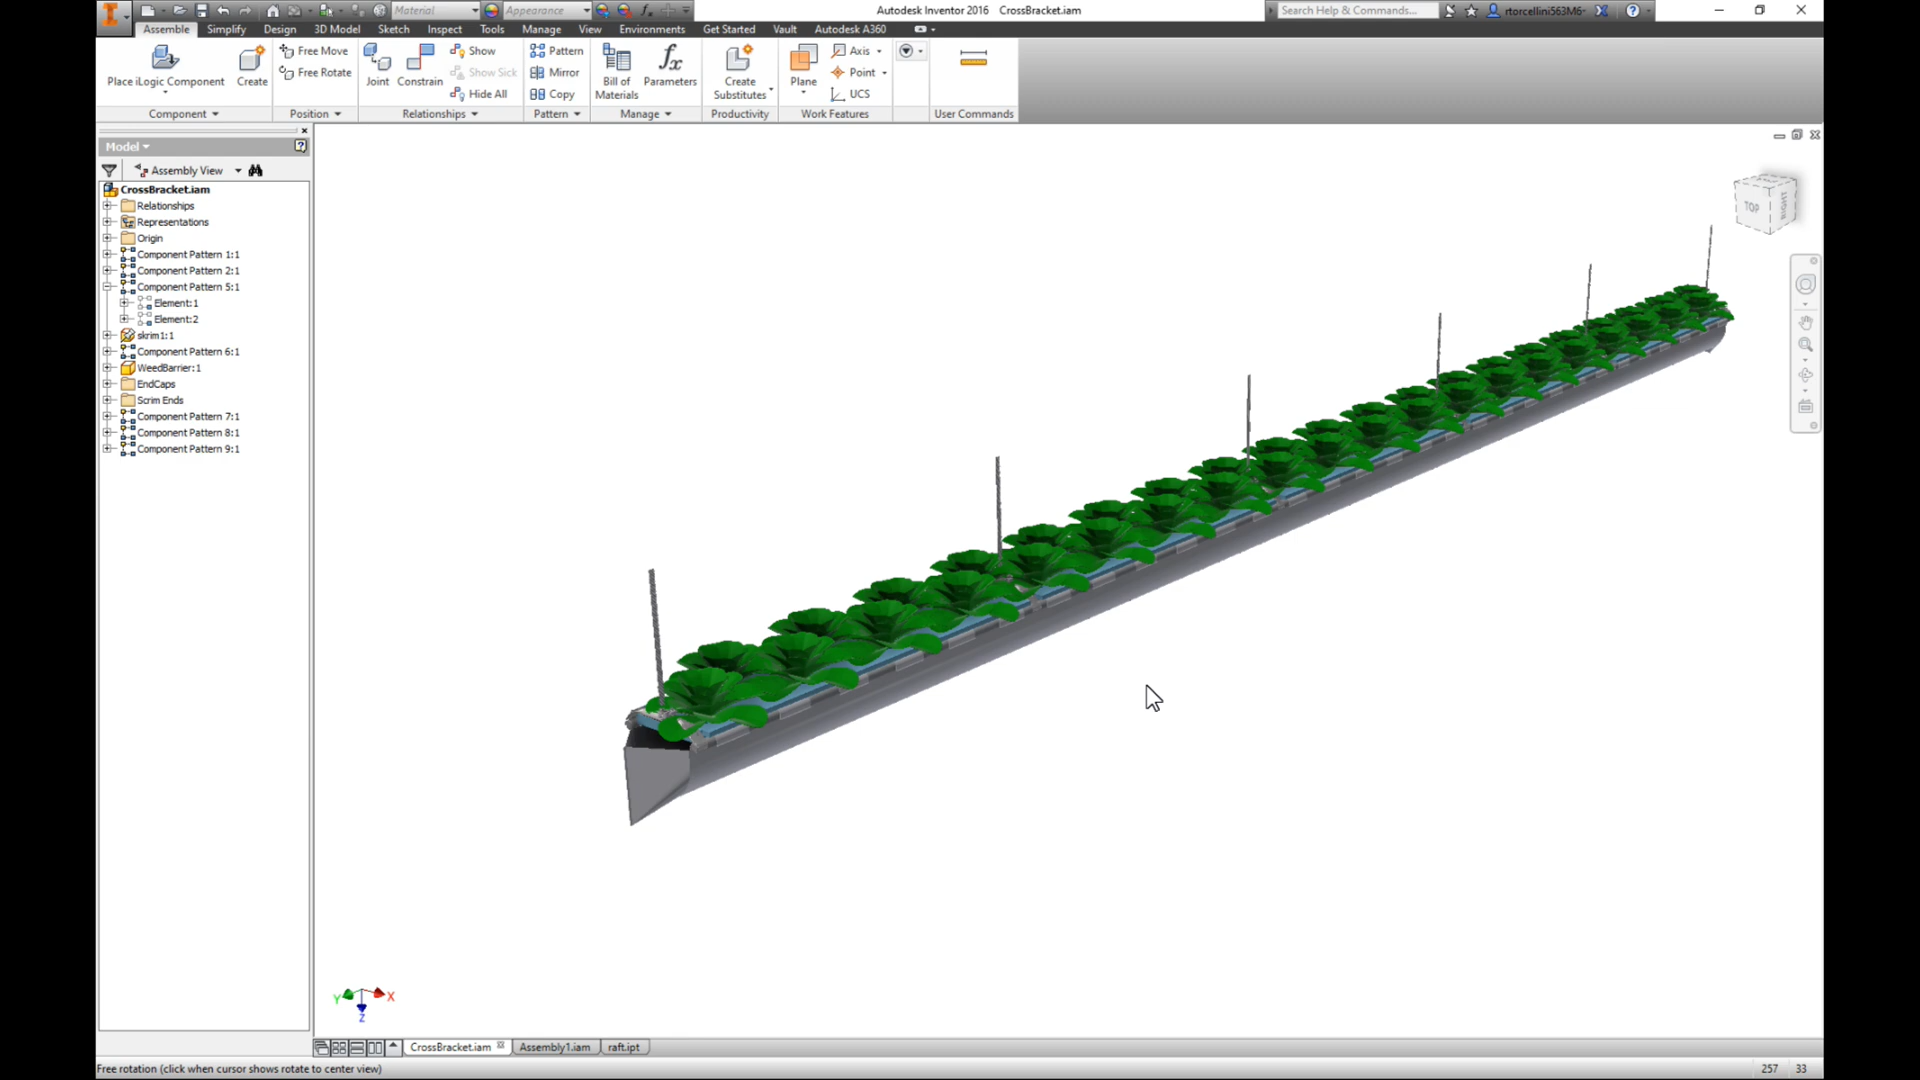 Material
Appearance
Autodesk Inventor 2016 CrossBracket.iam
Search Help & Commands...
rtorcellini563M6-
Assemble Simplify Design 3D Model Sketch Inspect Tools Manage View Environments Get Started Vault Autodesk A360
Place iLogic Component
Create
Free Move
Free Rotate
Joint
Constrain
Show
Show Sick
Hide All
Pattern
Mirror
Copy
Bill of
Materials
Parameters
Create
Substitutes
Plane
Axis
Point
UCS
Component
Position
Relationships
Pattern
Manage
Productivity
Work Features
User Commands
Model
Assembly View
CrossBracket.iam
Relationships
Representations
Origin
Component Pattern 1:1
Component Pattern 2:1
Component Pattern 5:1
Element:1
Element:2
skrim1:1
Component Pattern 6:1
WeedBarrier:1
EndCaps
Scrim Ends
Component Pattern 7:1
Component Pattern 8:1
Component Pattern 9:1
TOP
RIGHT
Y
X
Z
CrossBracket.iam
Assembly1.iam
raft.ipt
Free rotation (click when cursor shows rotate to center view)
257 33